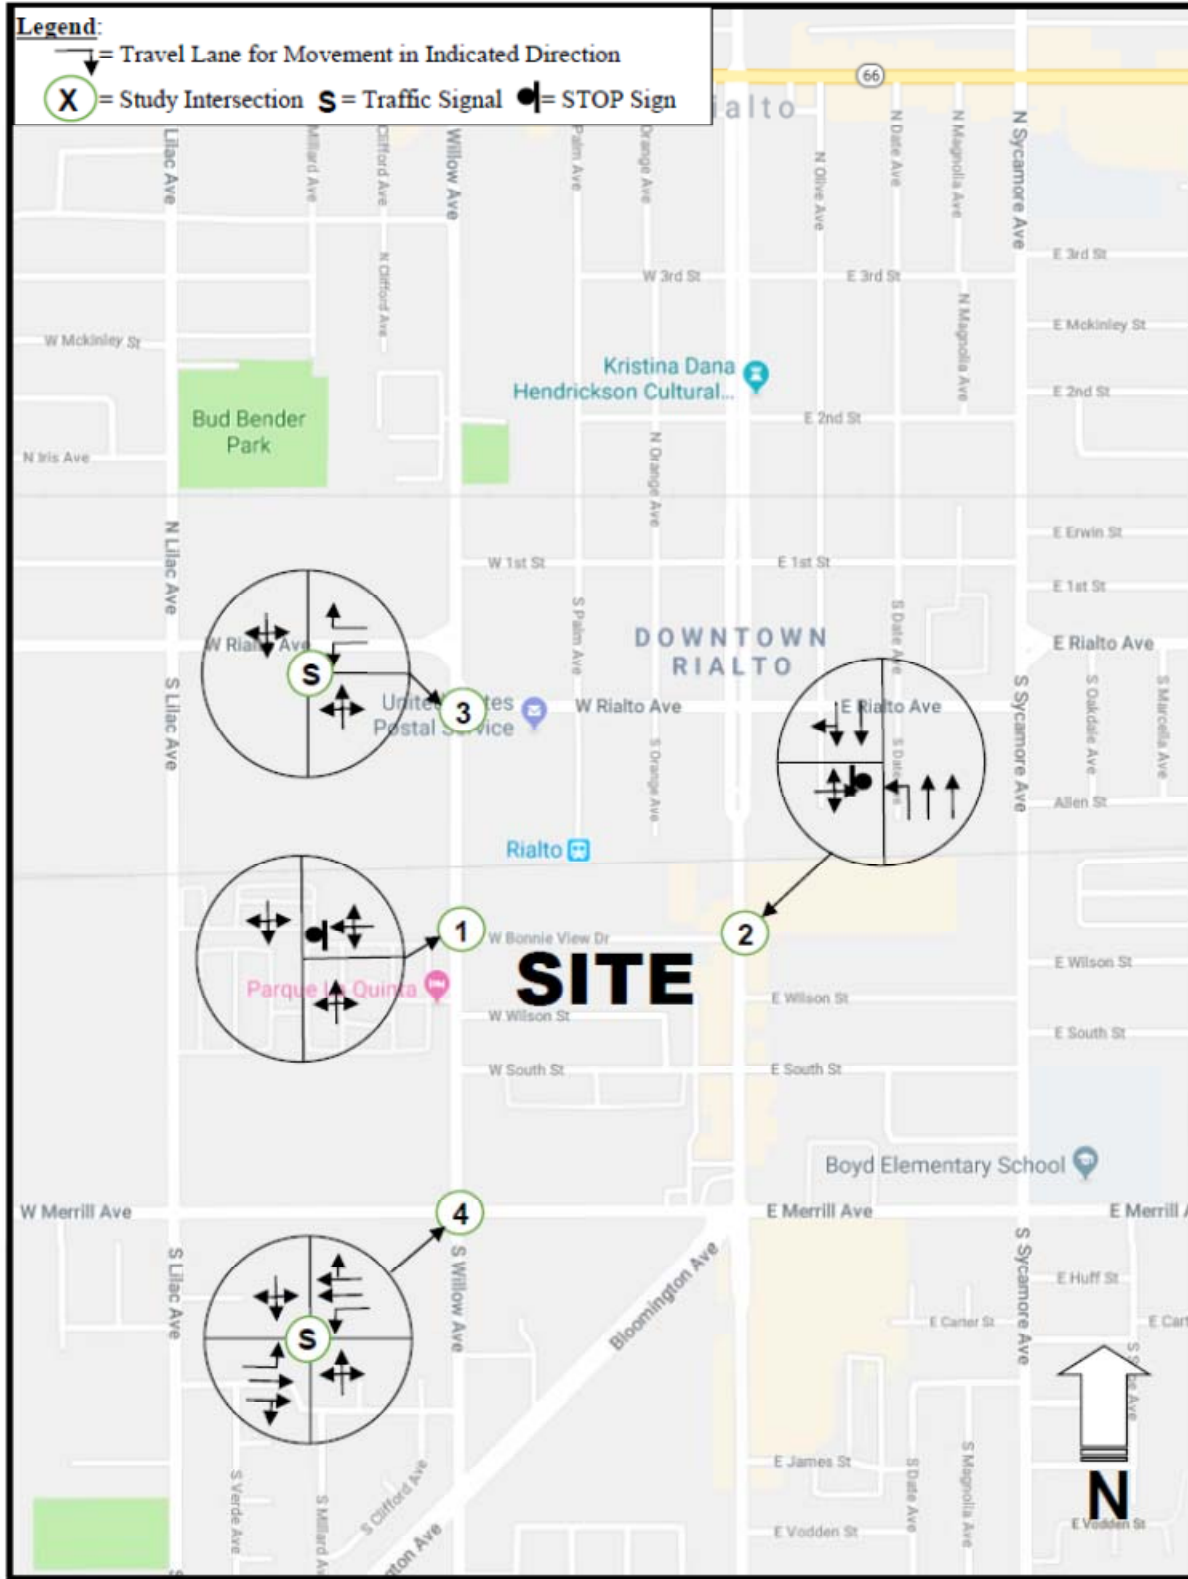 Legend:
= Travel Lane for Movement in Indicated Direction
X = Study Intersection S = Traffic Signal = STOP Sign
66
ialto
Lilac Ave
Millard Ave
Clifford Ave
Willow Ave
Palm Ave
Orange Ave
N Olive Ave
N Date Ave
N Magnolia Ave
N Sycamore Ave
N Clifford Ave
W 3rd St
E 3rd St
E 3rd St
N Magnolia Ave
W Mckinley St
E Mckinley St
Kristina Dana
Hendrickson Cultural...
E 2nd St
Bud Bender
Park
E 2nd St
N Iris Ave
N Orange Ave
N Lilac Ave
E Erwin St
W 1st St
E 1st St
E 1st St
S Palm Ave
S Date Ave
DOWNTOWN
RIALTO
W Rialto Ave
E Rialto Ave
S
S Lilac Ave
S Sycamore Ave
S Oakdale Ave
S Marcella Ave
United States
Postal Service
3
W Rialto Ave
E Rialto Ave
S Orange Ave
S Date Ave
Allen St
Rialto
1
W Bonnie View Dr
2
SITE
E Wilson St
Parque La Quinta
W Wilson St
E Wilson St
E South St
W South St
E South St
Boyd Elementary School
W Merrill Ave
4
E Merrill Ave
E Merrill A
S Lilac Ave
S Willow Ave
Bloomington Ave
S Sycamore Ave
E Huff St
E Carter St
E Cart
S
S Verde Ave
S Millard Av
S Clifford Ave
gton Ave
E James St
S Date Ave
S Magnolia Ave
N
E Vodden St
E Vodden St